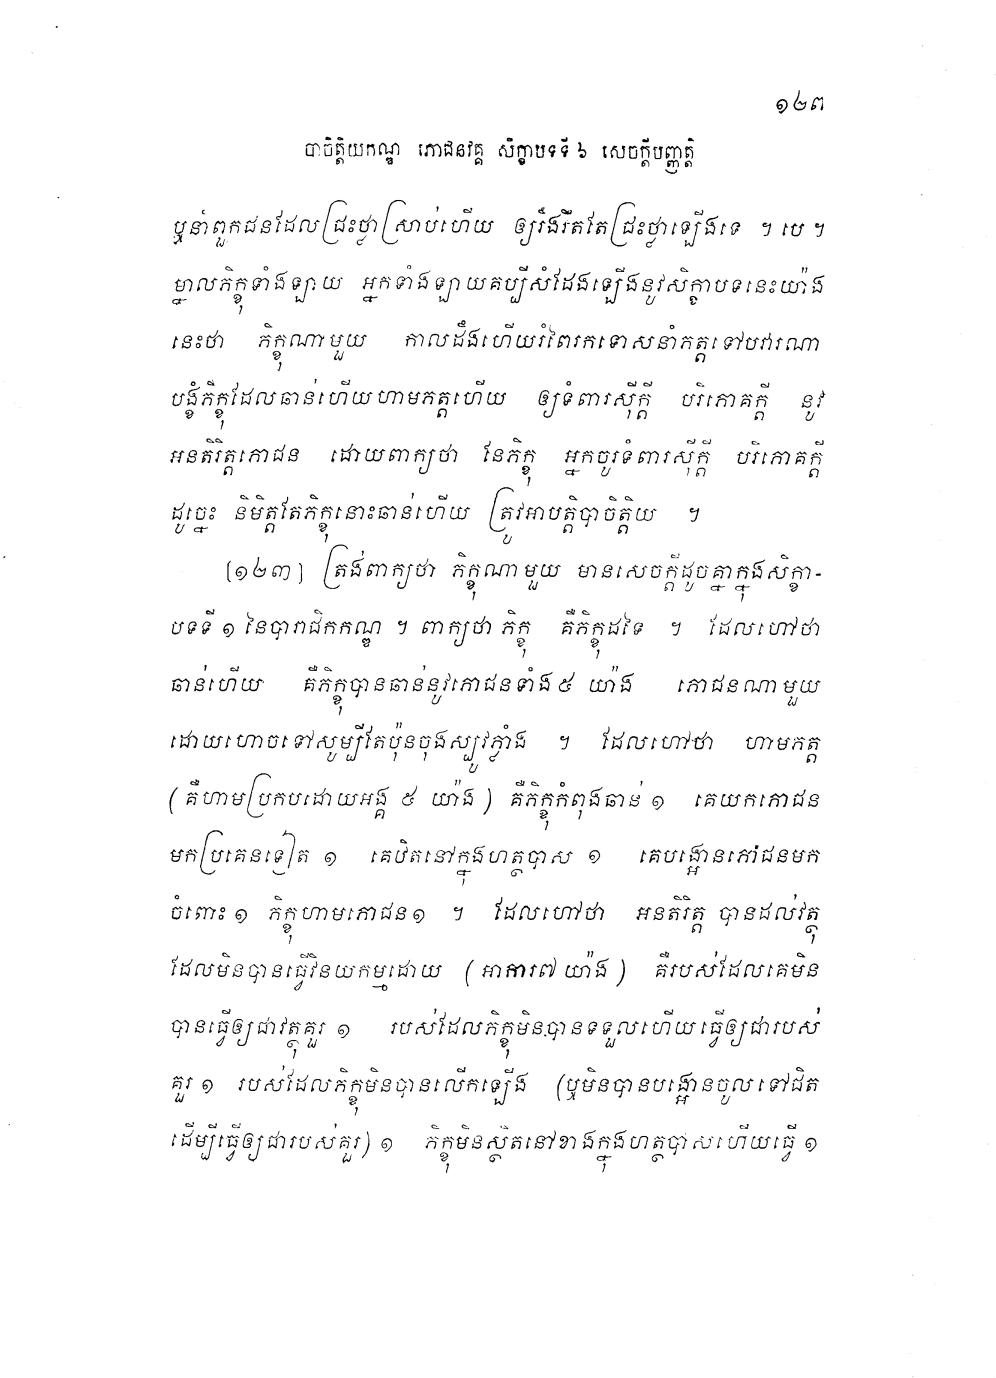 ១២៣
បាចិត្តិយកណ្ឌ ភោជនវគ្គ សិក្ខាបទទី ៦ សេចក្តីបញ្ញត្តិ
ឬនាំពួកជនដែលជ្រះថ្លាស្រាប់ហើយ ឲ្យរឹងរឹតតែជ្រះថ្លាឡើងទេ ។ បេ ។
ម្នាលភិក្ខុទាំងឡាយ អ្នកទាំងឡាយគប្បីសំដែងឡើងនូវសិក្ខាបទនេះយ៉ាង
នេះថា ភិក្ខុណាមួយ កាលដឹងហើយរំពៃរកទោសនាំភត្តទៅបវារណា
បង្ខំភិក្ខុដែលឆាន់ហើយហាមភត្តហើយ ឲ្យទំពារស៊ីក្តី បរិភោគក្តី នូវ
អនតិរិត្តភោជន ដោយពាក្យថា នែភិក្ខុ អ្នកចូរទំពារស៊ីក្តី បរិភោគក្តី
ដូច្នេះ និមិត្តតែភិក្ខុនោះឆាន់ហើយ ត្រូវអាបត្តិបាចិត្តិយ ។
[១២៣] ត្រង់ពាក្យថា ភិក្ខុណាមួយ មានសេចក្តីដូចគ្នាក្នុងសិក្ខា-
បទទី ១ នៃបារាជិកកណ្ឌ ។ ពាក្យថា ភិក្ខុ គឺភិក្ខុដទៃ ។ ដែលហៅថា
ឆាន់ហើយ គឺភិក្ខុបានឆាន់នូវភោជនទាំង ៥ យ៉ាង ភោជនណាមួយ
ដោយហោចទៅសូម្បីតែប៉ុនចុងស្បូវភ្លាំង ។ ដែលហៅថា ហាមភត្ត
(គឺហាមប្រកបដោយអង្គ ៥ យ៉ាង) គឺភិក្ខុកំពុងឆាន់ ១ គេយកភោជន
មកប្រគេនទៀត ១ គេឋិតនៅក្នុងហត្ថបាស ១ គេបង្អោនភោជនមក
ចំពោះ ១ ភិក្ខុហាមភោជន ១ ។ ដែលហៅថា អនតិរិត្ត បានដល់វត្ថុ
ដែលមិនបានធ្វើវិនយកម្មដោយ (អាការ ៧ យ៉ាង) គឺរបស់ដែលគេមិន
បានធ្វើឲ្យជាវត្ថុគួរ ១ របស់ដែលភិក្ខុមិនបានទទួលហើយធ្វើឲ្យជារបស់
គួរ ១ របស់ដែលភិក្ខុមិនបានលើកឡើង (ឬមិនបានបង្អោនចូលទៅជិត
ដើម្បីធ្វើឲ្យជារបស់គួរ) ១ ភិក្ខុមិនស្ថិតនៅខាងក្នុងហត្ថបាសហើយធ្វើ ១